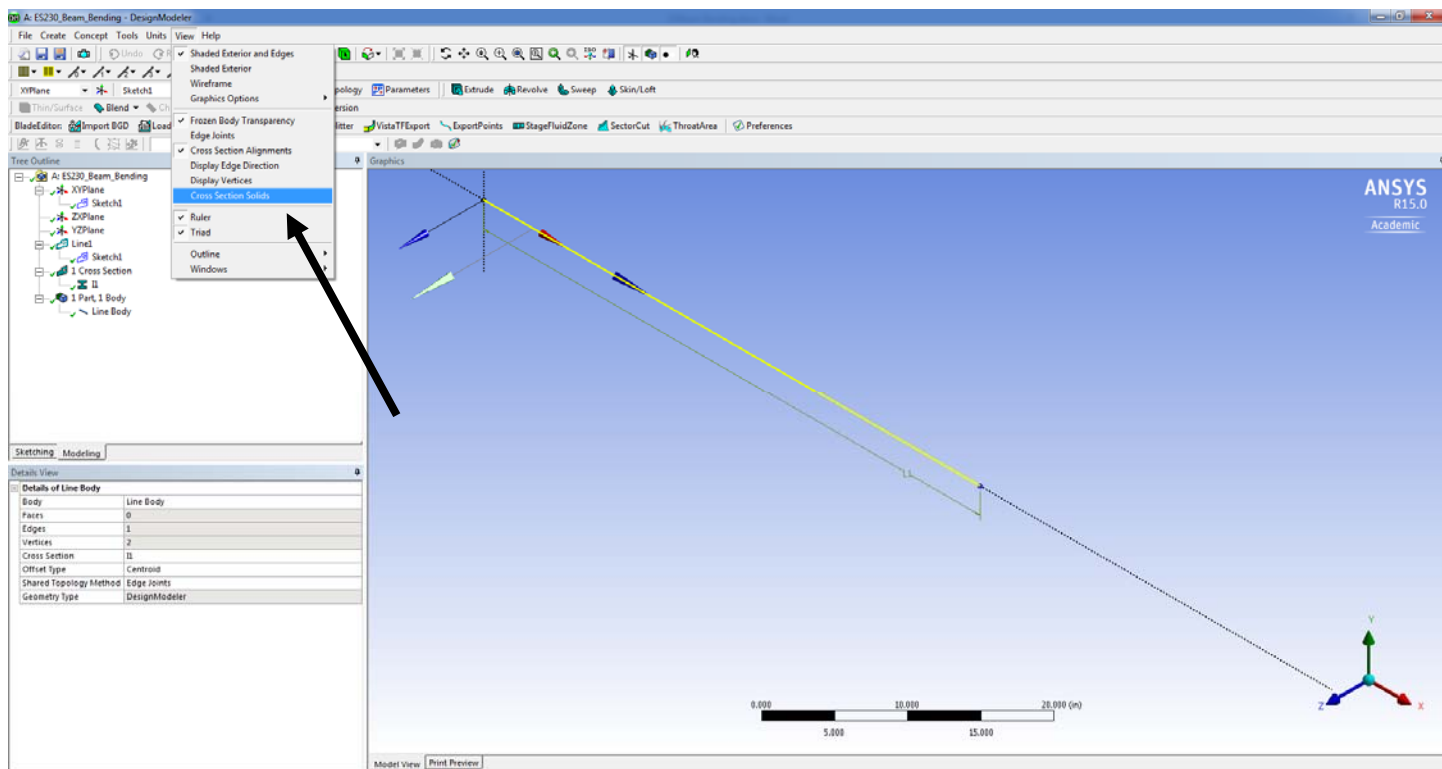 A: ES230_Beam_Bending - DesignModeler
File Create Concept Tools Units View Help
Undo
XYPlane Sketch1 Parameters Extrude Revolve Sweep Skin/Loft
Thin/Surface Blend
BladeEditor: Import BGD Load VistaTFExport ExportPoints StageFluidZone SectorCut ThroatArea Preferences
Shaded Exterior and Edges
Shaded Exterior
Wireframe
Graphics Options
Frozen Body Transparency
Edge Joints
Cross Section Alignments
Display Edge Direction
Display Vertices
Cross Section Solids
Ruler
Triad
Outline
Windows
Tree Outline
A: ES230_Beam_Bending
XYPlane
Sketch1
ZXPlane
YZPlane
Line1
Sketch1
1 Cross Section
I1
1 Part, 1 Body
Line Body
Sketching Modeling
Details View
Details of Line Body
Body Line Body
Faces 0
Edges 1
Vertices 2
Cross Section I1
Offset Type Centroid
Shared Topology Method Edge Joints
Geometry Type DesignModeler
Graphics
ANSYS
R15.0
Academic
Y
Z X
0.000 10.000 20.000 (in)
5.000 15.000
Model View Print Preview